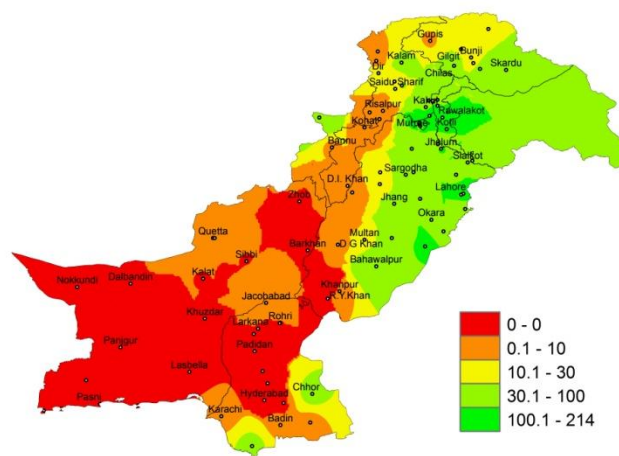 Gupis
Kalam
Gilgit
Bunji
Skardu
Dir
Chilas
Saidu Sharif
Kakul
Risalpur
Rawalakot
Kohat
Kotli
Bannu
Jhelum
Sialkot
D.I. Khan
Sargodha
Zhob
Jhang
Lahore
Okara
Quetta
Multan
Barkhan
D G Khan
Sibbi
Bahawalpur
Nokkundi
Dalbandin
Kalat
Khanpur
R.Y.Khan
Jacobabad
Khuzdar
Larkana
Rohri
Panjgur
Padidan
Lasbella
Chhor
Pasni
Hyderabad
Karachi
Badin
0 - 0
0.1 - 10
10.1 - 30
30.1 - 100
100.1 - 214